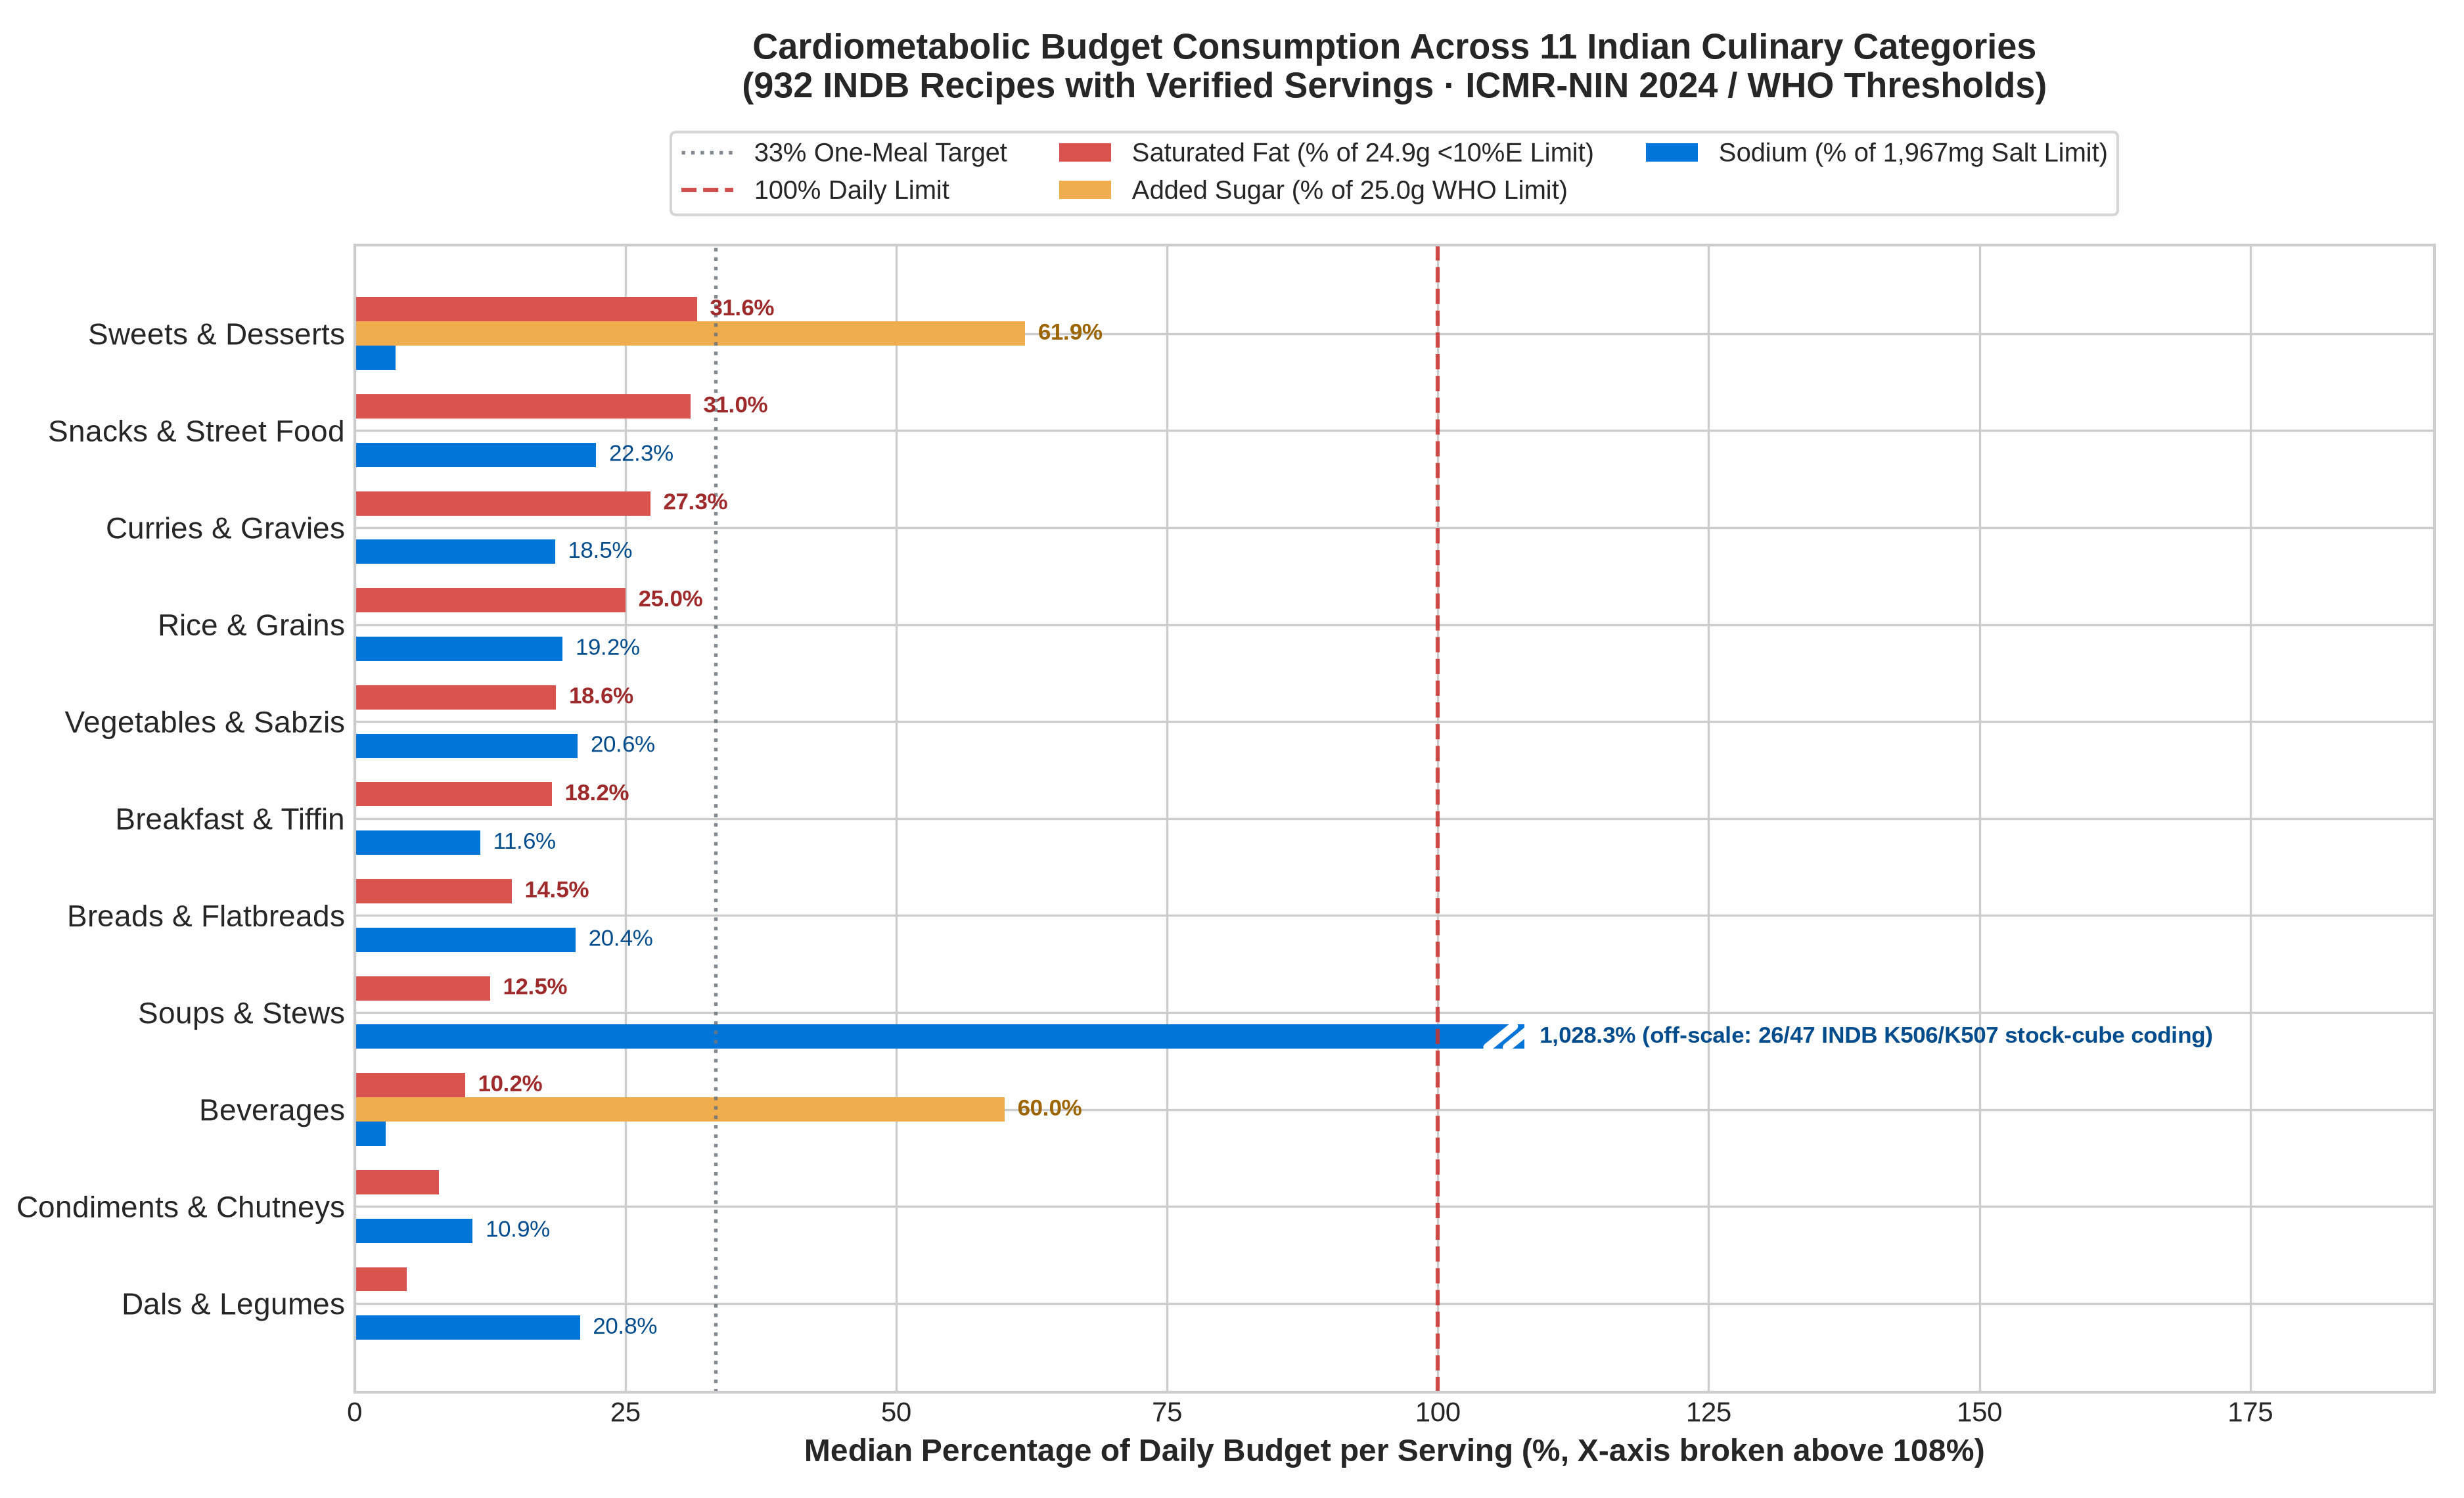 Cardiometabolic Budget Consumption Across 11 Indian Culinary Categories
(932 INDB Recipes with Verified Servings · ICMR-NIN 2024 / WHO Thresholds)
33% One-Meal Target
100% Daily Limit
Saturated Fat (% of 24.9g <10%E Limit)
Added Sugar (% of 25.0g WHO Limit)
Sodium (% of 1,967mg Salt Limit)
Sweets & Desserts
31.6%
61.9%
Snacks & Street Food
31.0%
22.3%
Curries & Gravies
27.3%
18.5%
Rice & Grains
25.0%
19.2%
Vegetables & Sabzis
18.6%
20.6%
Breakfast & Tiffin
18.2%
11.6%
Breads & Flatbreads
14.5%
20.4%
Soups & Stews
12.5%
1,028.3% (off-scale: 26/47 INDB K506/K507 stock-cube coding)
Beverages
10.2%
60.0%
Condiments & Chutneys
10.9%
Dals & Legumes
20.8%
0 25 50 75 100 125 150 175
Median Percentage of Daily Budget per Serving (%, X-axis broken above 108%)